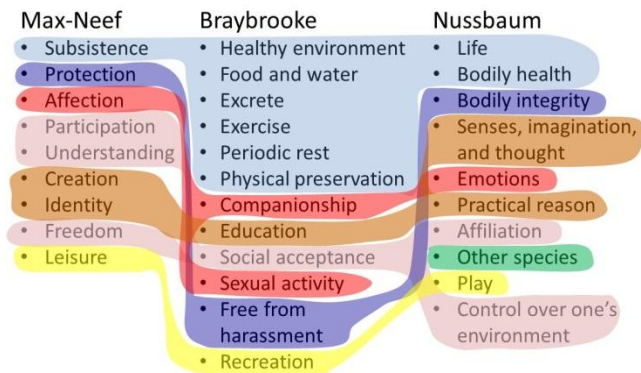 Max-Neef
• Subsistence
• Protection
• Affection
• Participation
• Understanding
• Creation
• Identity
• Freedom
• Leisure
Braybrooke
• Healthy environment
• Food and water
• Excrete
• Exercise
• Periodic rest
• Physical preservation
• Companionship
• Education
• Social acceptance
• Sexual activity
• Free from
harassment
• Recreation
Nussbaum
• Life
• Bodily health
• Bodily integrity
• Senses, imagination,
and thought
• Emotions
• Practical reason
• Affiliation
• Other species
• Play
• Control over one's
environment